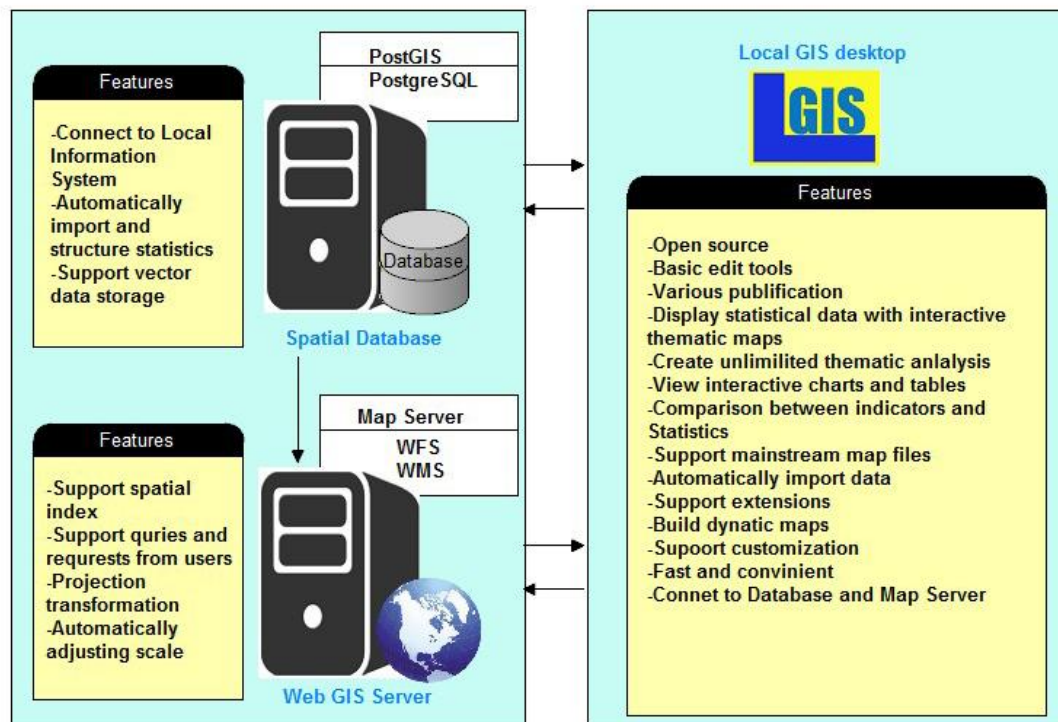 PostGIS
PostgreSQL
Features
-Connect to Local
Information
System
-Automatically
import and
structure statistics
-Support vector
data storage
Database
Spatial Database
Map Server
WFS
WMS
Features
-Support spatial
index
-Support quries and
requrests from users
-Projection
transformation
-Automatically
adjusting scale
Web GIS Server
Local GIS desktop
LGIS
Features
-Open source
-Basic edit tools
-Various publification
-Display statistical data with interactive
thematic maps
-Create unlimilited thematic anlalysis
-View interactive charts and tables
-Comparison between indicators and
Statistics
-Support mainstream map files
-Automatically import data
-Support extensions
-Build dynatic maps
-Supoort customization
-Fast and convinient
-Connet to Database and Map Server